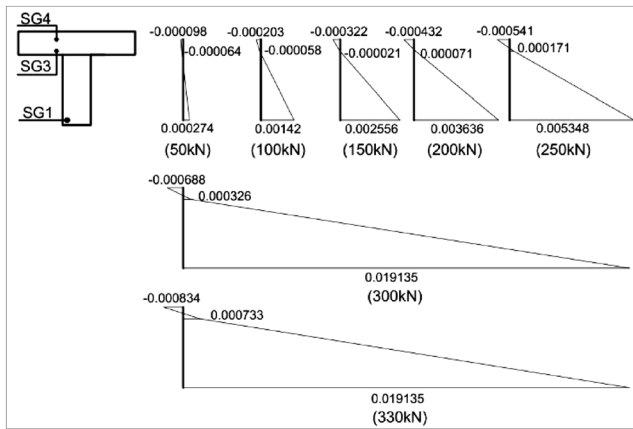 SG4
SG3
SG1
-0.000098
-0.000064
0.000274
(50kN)
-0.000203
-0.000058
0.00142
(100kN)
-0.000322
-0.000021
0.002556
(150kN)
-0.000432
0.000071
0.003636
(200kN)
-0.000541
0.000171
0.005348
(250kN)
-0.000688
0.000326
0.019135
(300kN)
-0.000834
0.000733
0.019135
(330kN)